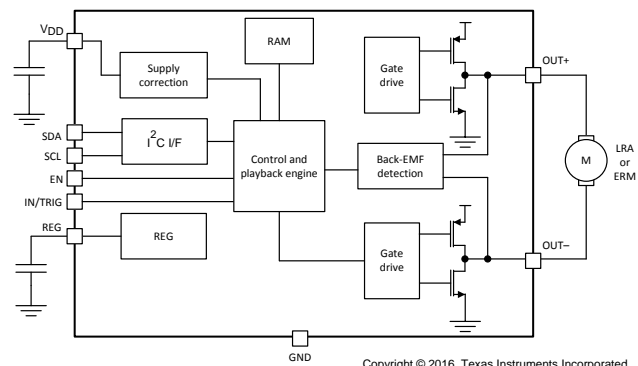 VDD
Supply
correction
RAM
Gate
drive
OUT+
SDA
SCL
I2C I/F
EN
IN/TRIG
Control and
playback engine
Back-EMF
detection
M
LRA
or
ERM
REG
REG
Gate
drive
OUT–
GND
Copyright © 2016, Texas Instruments Incorporated